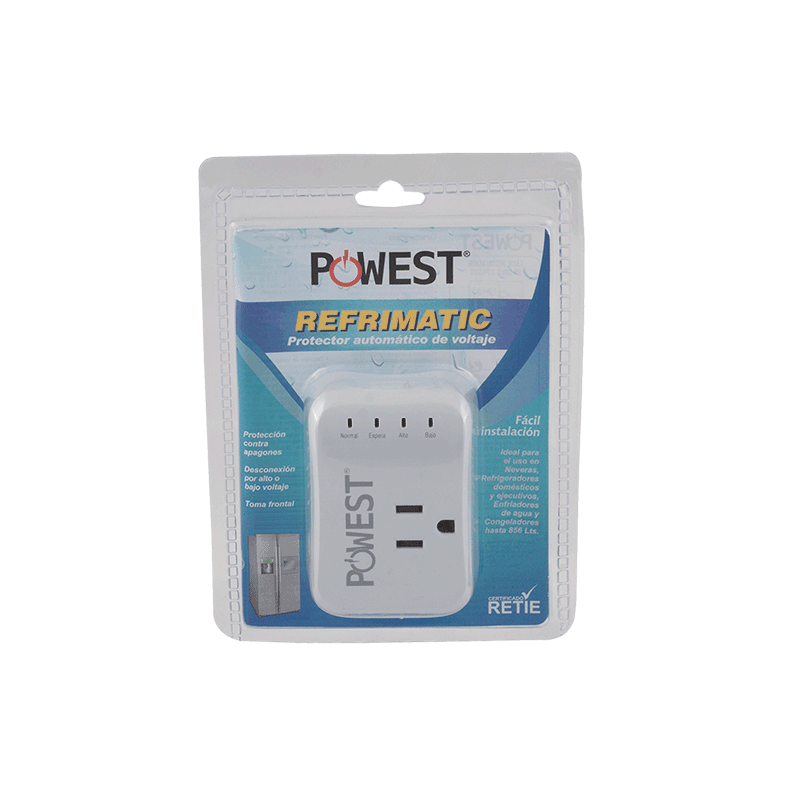 POWEST®
REFRIMATIC
Protector automático de voltaje
Normal Espera Alto Bajo
POWEST®
Protección
contra
apagones
Desconexión
por alto o
bajo voltaje
Toma frontal
Fácil
instalación
Ideal para
el uso en
Neveras,
Refrigeradores
domésticos
y ejecutivos,
Enfriadores
de agua y
Congeladores
hasta 856 Lts.
CERTIFICADO
RETIE